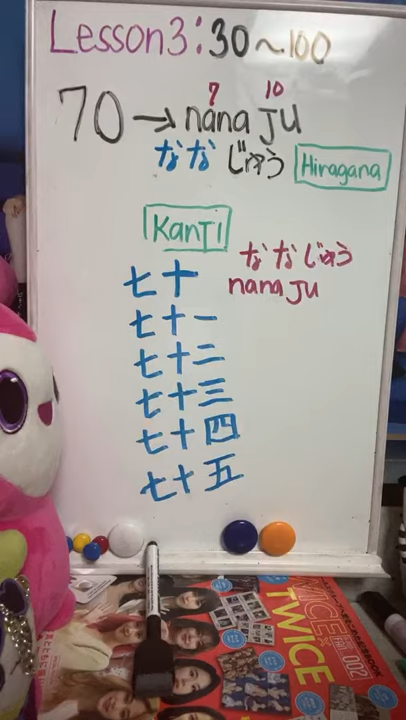 Lesson3: 30～100
7 10
70 → nana JU
なな じゅう Hiragana
KanJi
ななじゅう
七十 nana JU
七十一
七十二
七十三
七十四
七十五
TWICE
002
TWICE